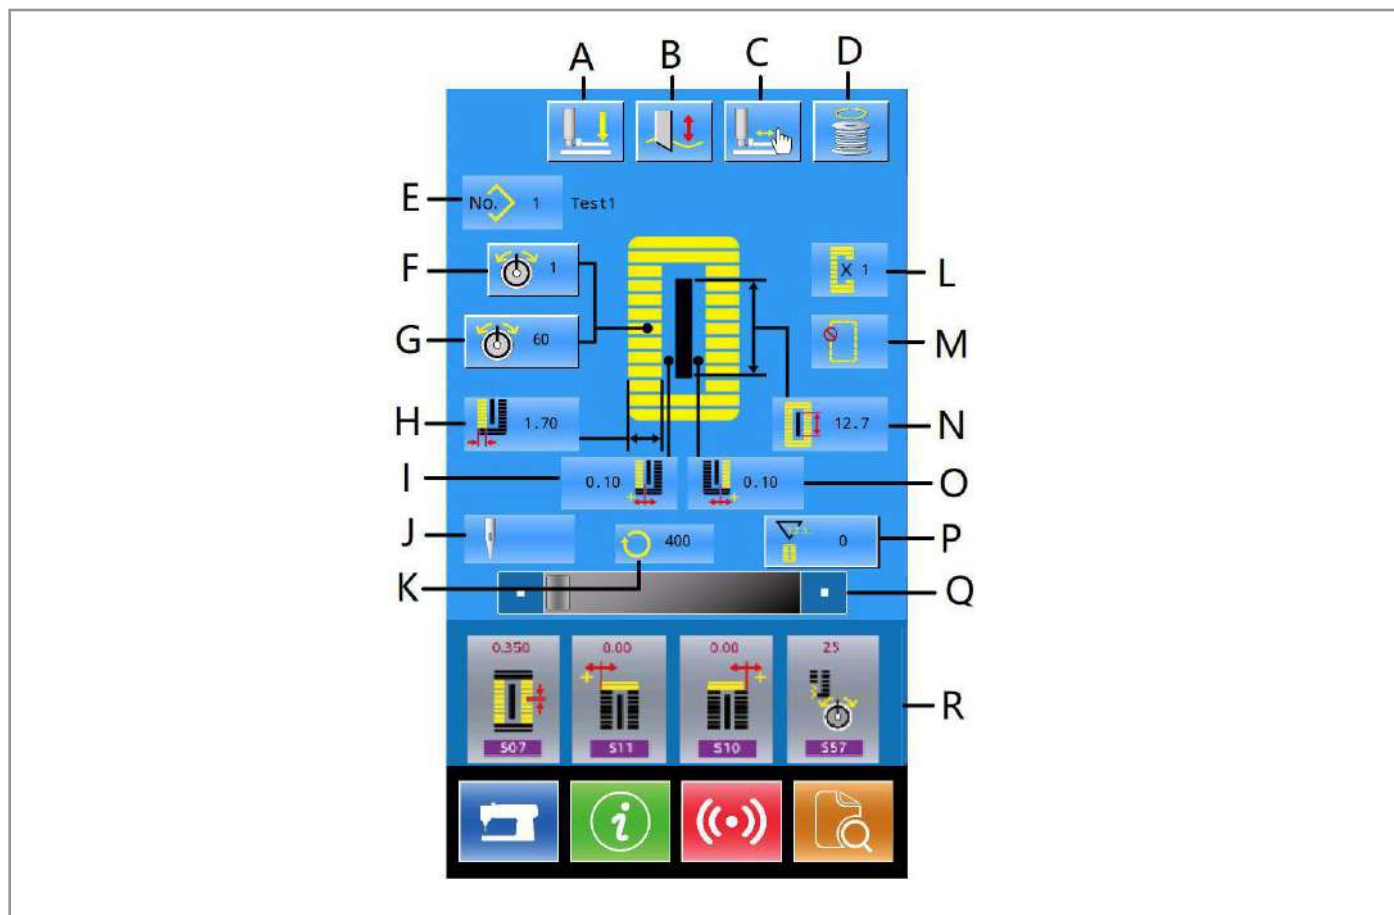 A B C D
E No. 1 Test1
F 1 X 1 L
G 60 M
H 1.70 12.7 N
I 0.10 0.10 O
J 400 0 P
K Q
0.350 0.00 0.00 25
R
S07 S11 S10 S57